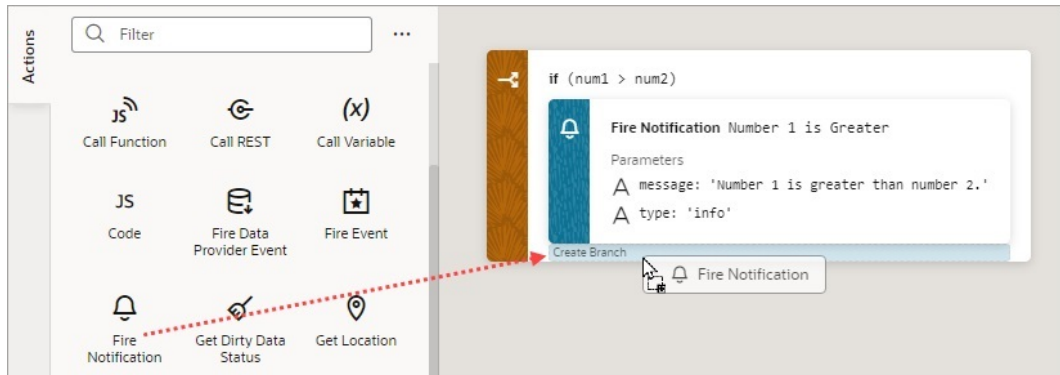 Actions
Filter
...
JS
Call Function
Call REST
(x)
Call Variable
JS
Code
Fire Data
Provider Event
Fire Event
Fire
Notification
Get Dirty Data
Status
Get Location
if (num1 > num2)
Fire Notification Number 1 is Greater
Parameters
A message: 'Number 1 is greater than number 2.'
A type: 'info'
Create Branch
Fire Notification